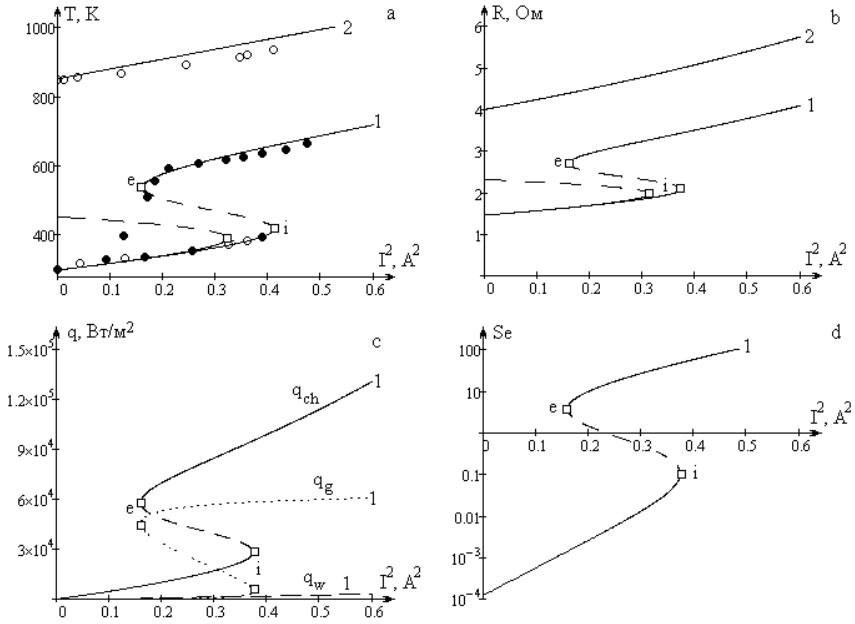 T, K
a
1000
2
800
1
600
e
i
400
I², A²
0 0.1 0.2 0.3 0.4 0.5 0.6
R, Ом
b
6
2
5
4
1
3
e
i
2
1
I², A²
0 0.1 0.2 0.3 0.4 0.5 0.6
q, Вт/м²
c
1.5×10⁵
q_ch
1
1.2×10⁵
9×10⁴
q_g
6×10⁴
1
e
3×10⁴
i
q_w 1 I², A²
0 0.1 0.2 0.3 0.4 0.5 0.6
Se
d
100
1
10
e
I², A²
0 0.1 0.2 0.3 0.4 0.5 0.6
0.1
i
0.01
10⁻³
10⁻⁴